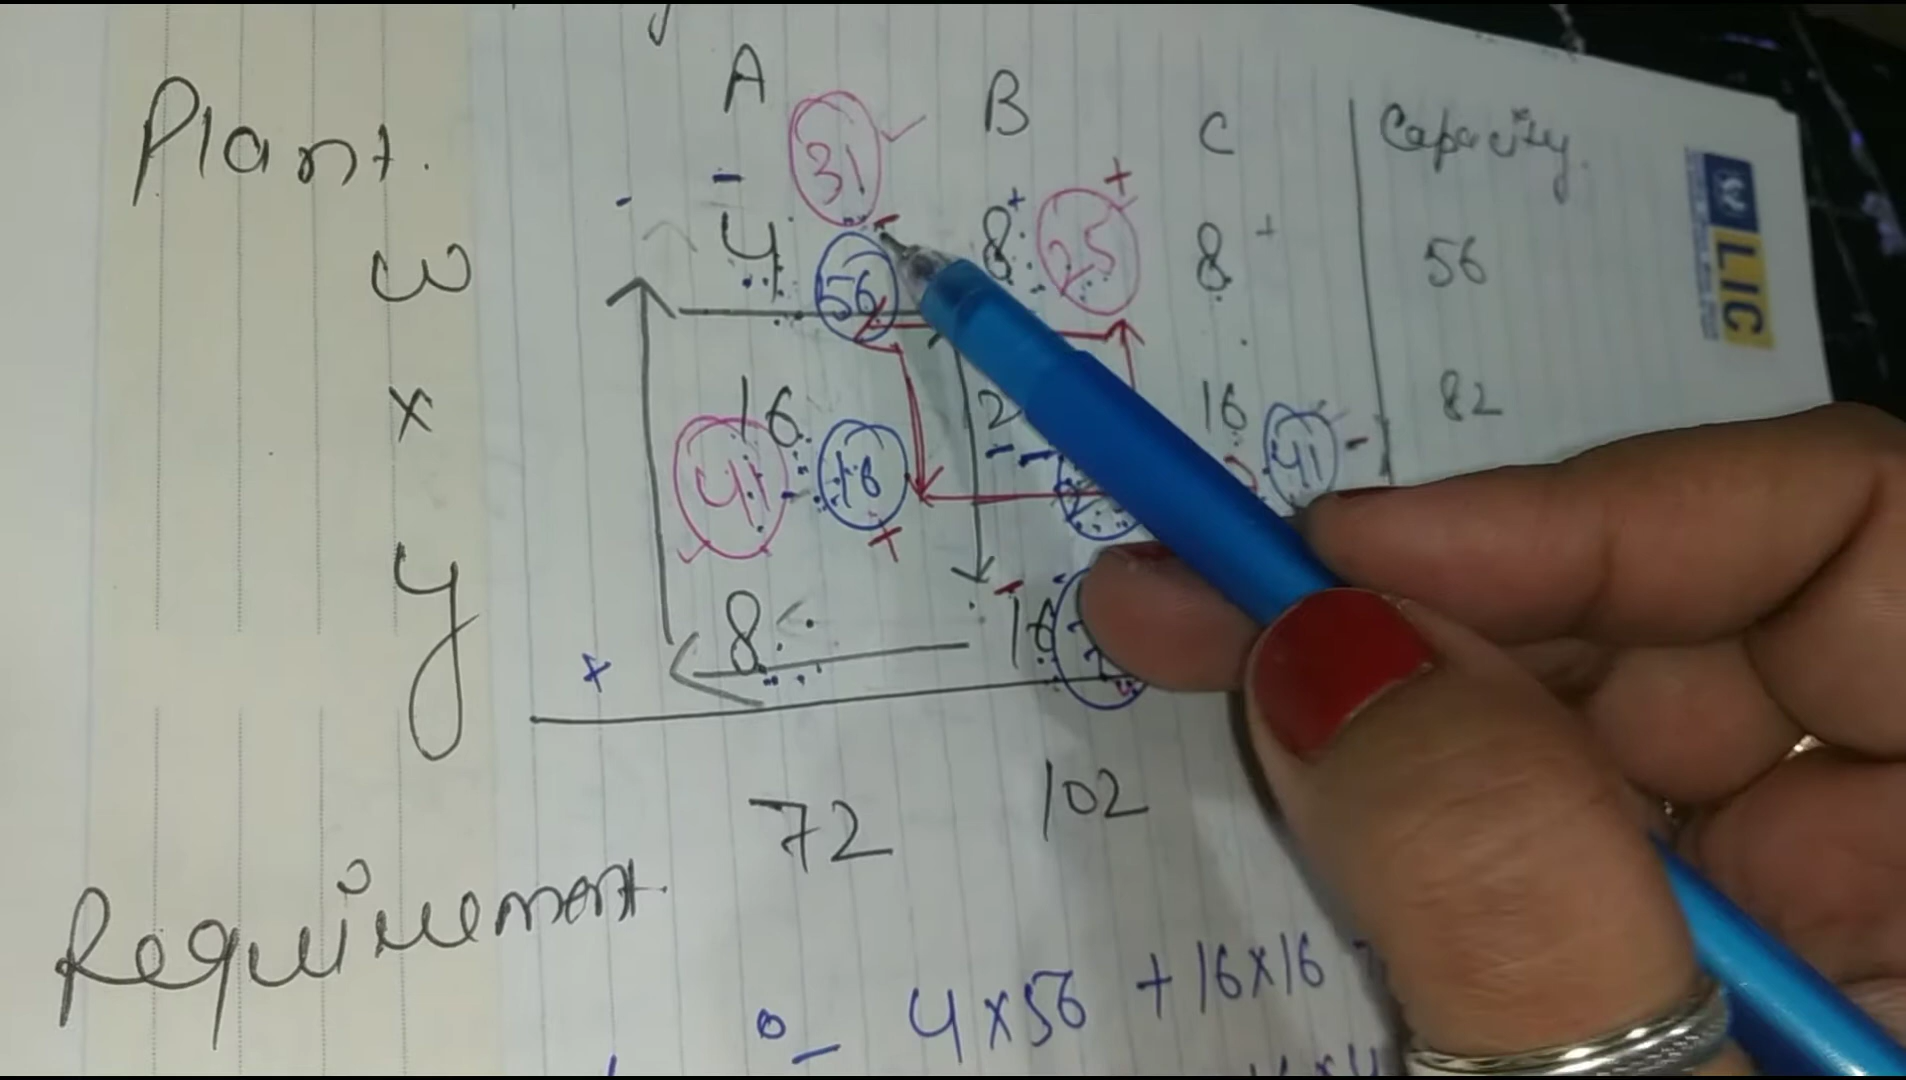 A B C Capacity.
Plant.
31
- - +
w 4 56 8 + 25 8 + 56
x 16 41 18 + 2 - - 16 41 - 82
y 8 - 16
+
72 102
Requirement
:- 4x56 + 16x16
LIC